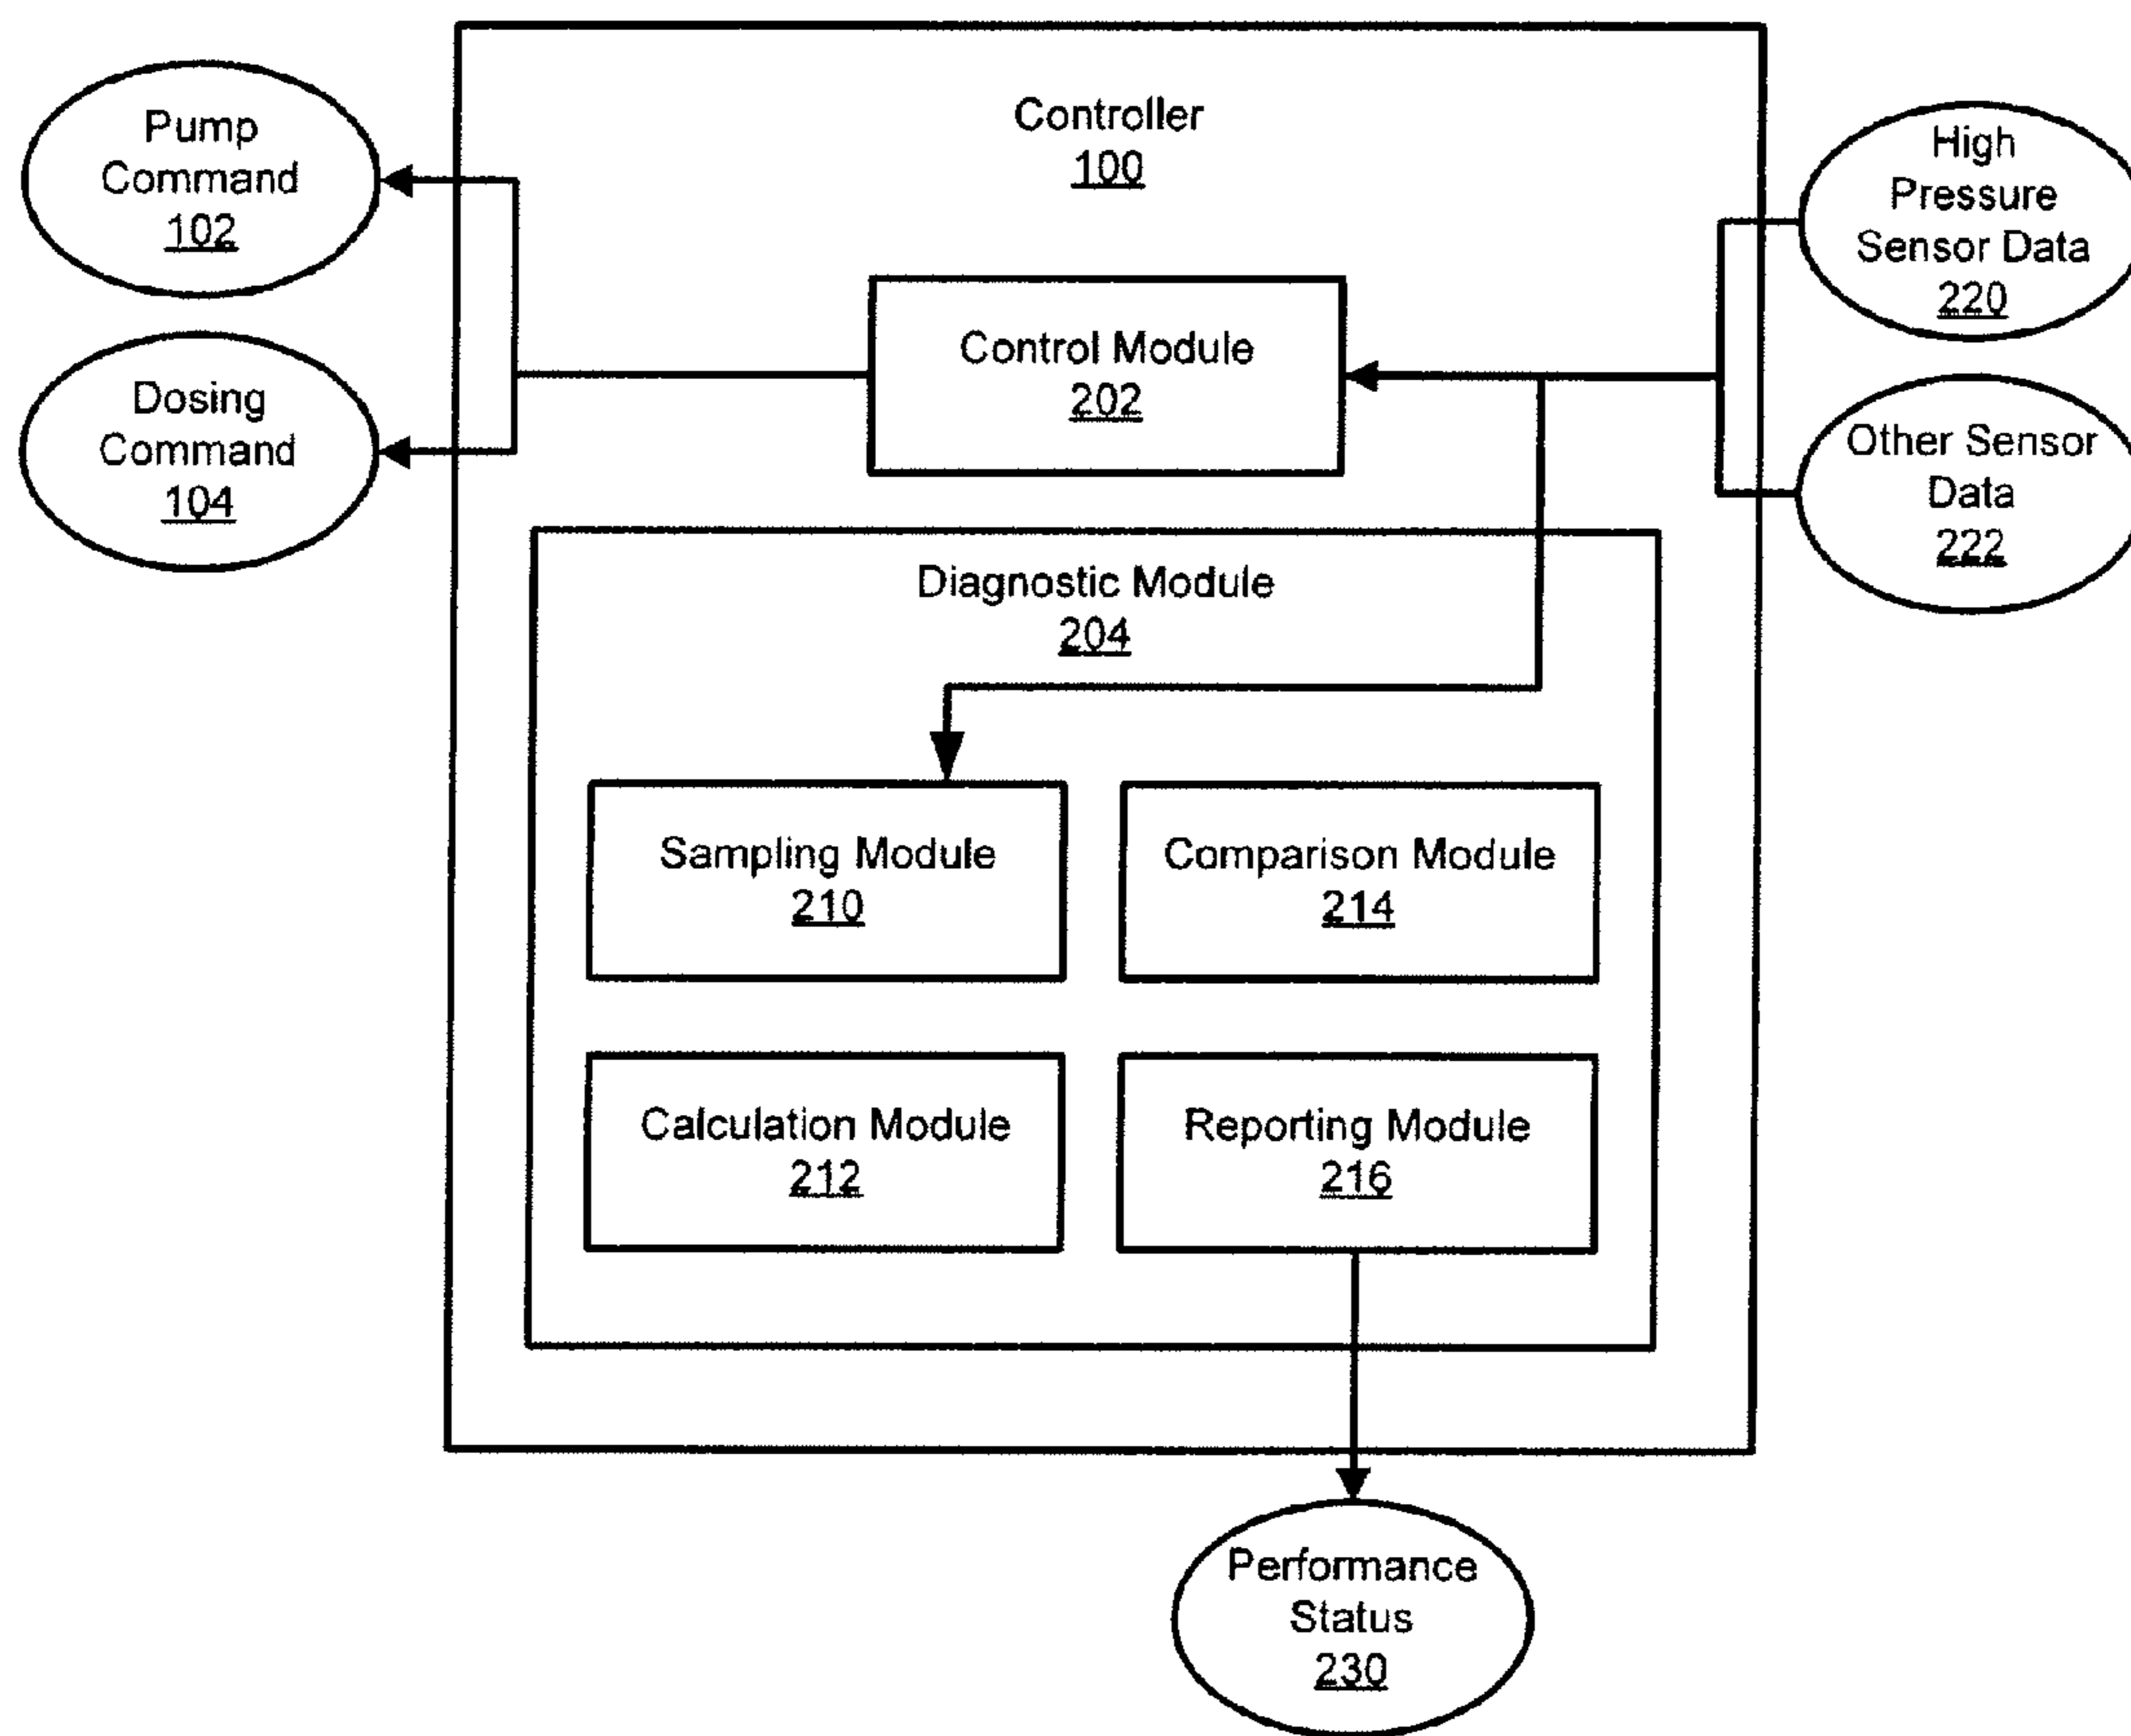 Controller
100
Pump
Command
102
High
Pressure
Sensor Data
220
Control Module
202
Dosing
Command
104
Other Sensor
Data
222
Diagnostic Module
204
Sampling Module
210
Comparison Module
214
Calculation Module
212
Reporting Module
216
Performance
Status
230